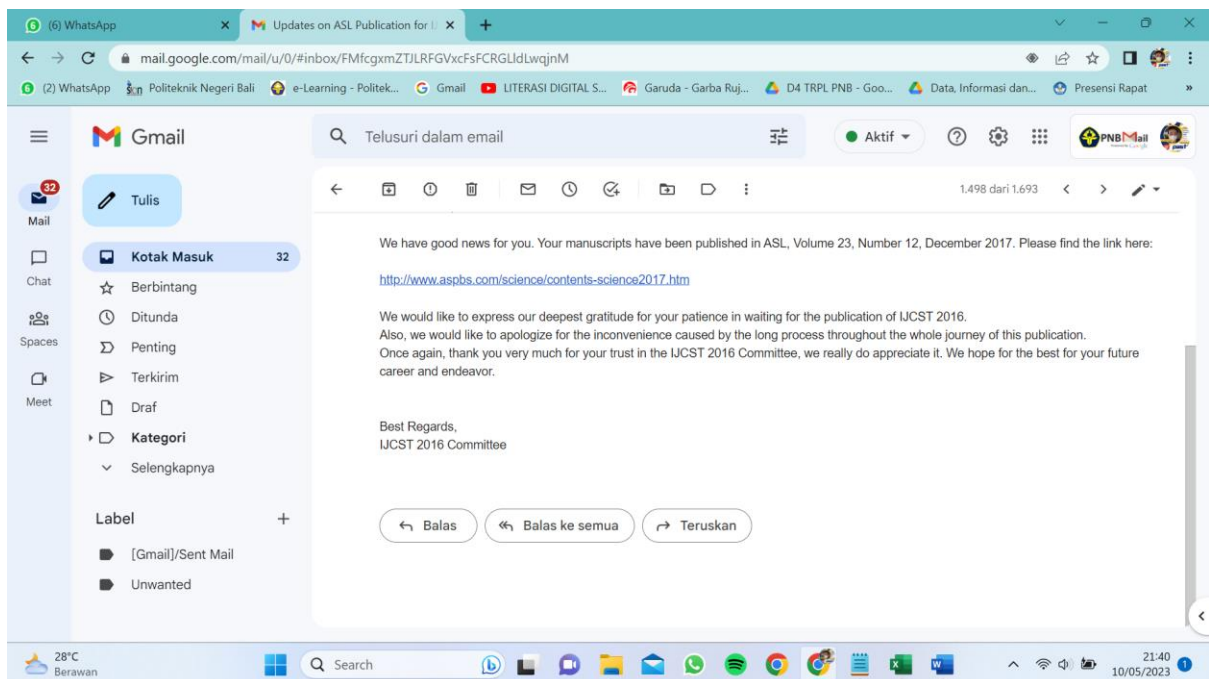 (6) WhatsApp
Updates on ASL Publication for
mail.google.com/mail/u/0/#inbox/FMfcgxmZTJLRFGVxcFsFCRGLldLwqjnM
(2) WhatsApp Politeknik Negeri Bali e-Learning - Politek... Gmail LITERASI DIGITAL S... Garuda - Garba Ruj... D4 TRPL PNB - Goo... Data, Informasi dan... Presensi Rapat »
Gmail
Telusuri dalam email
Aktif
PNBMail
32
Mail
Chat
Spaces
Meet
Tulis
Kotak Masuk 32
Berbintang
Ditunda
Penting
Terkirim
Draf
Kategori
Selengkapnya
Label +
[Gmail]/Sent Mail
Unwanted
1.498 dari 1.693
We have good news for you. Your manuscripts have been published in ASL, Volume 23, Number 12, December 2017. Please find the link here:
http://www.aspbs.com/science/contents-science2017.htm
We would like to express our deepest gratitude for your patience in waiting for the publication of IJCST 2016.
Also, we would like to apologize for the inconvenience caused by the long process throughout the whole journey of this publication.
Once again, thank you very much for your trust in the IJCST 2016 Committee, we really do appreciate it. We hope for the best for your future
career and endeavor.
Best Regards,
IJCST 2016 Committee
Balas Balas ke semua Teruskan
28°C
Berawan
Search
21:40
10/05/2023
1